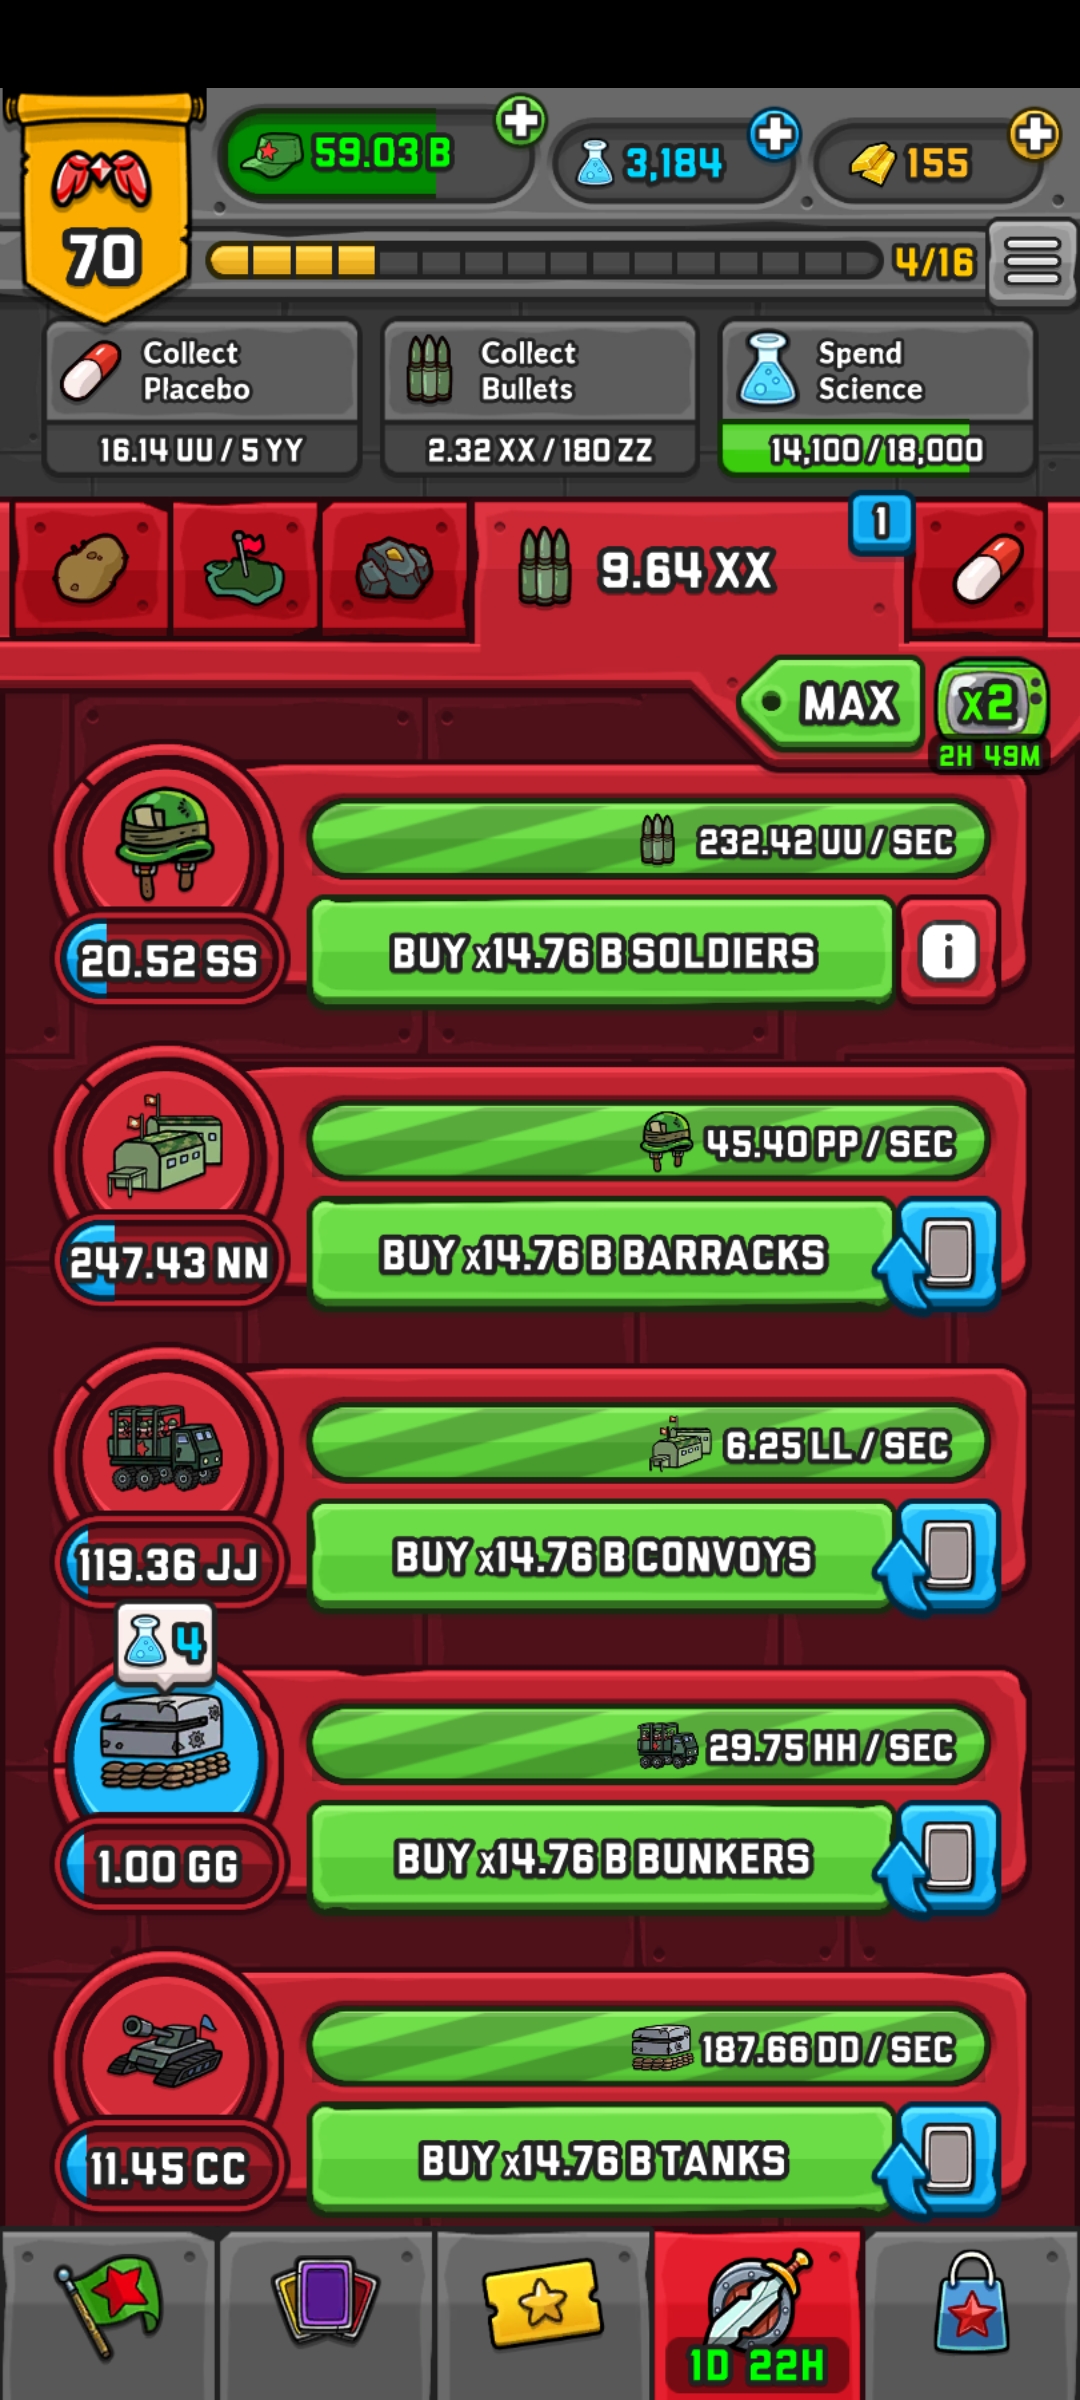 59.03 B
3,184
155
70
4/16
Collect
Placebo
16.14 UU / 5 YY
Collect
Bullets
2.32 XX / 180 ZZ
Spend
Science
14,100 / 18,000
9.64 XX
1
MAX
x2
2H 49M
232.42 UU / SEC
20.52 SS
BUY x14.76 B SOLDIERS
i
45.40 PP / SEC
247.43 NN
BUY x14.76 B BARRACKS
6.25 LL / SEC
119.36 JJ
BUY x14.76 B CONVOYS
4
29.75 HH / SEC
1.00 GG
BUY x14.76 B BUNKERS
187.66 DD / SEC
11.45 CC
BUY x14.76 B TANKS
1D 22H